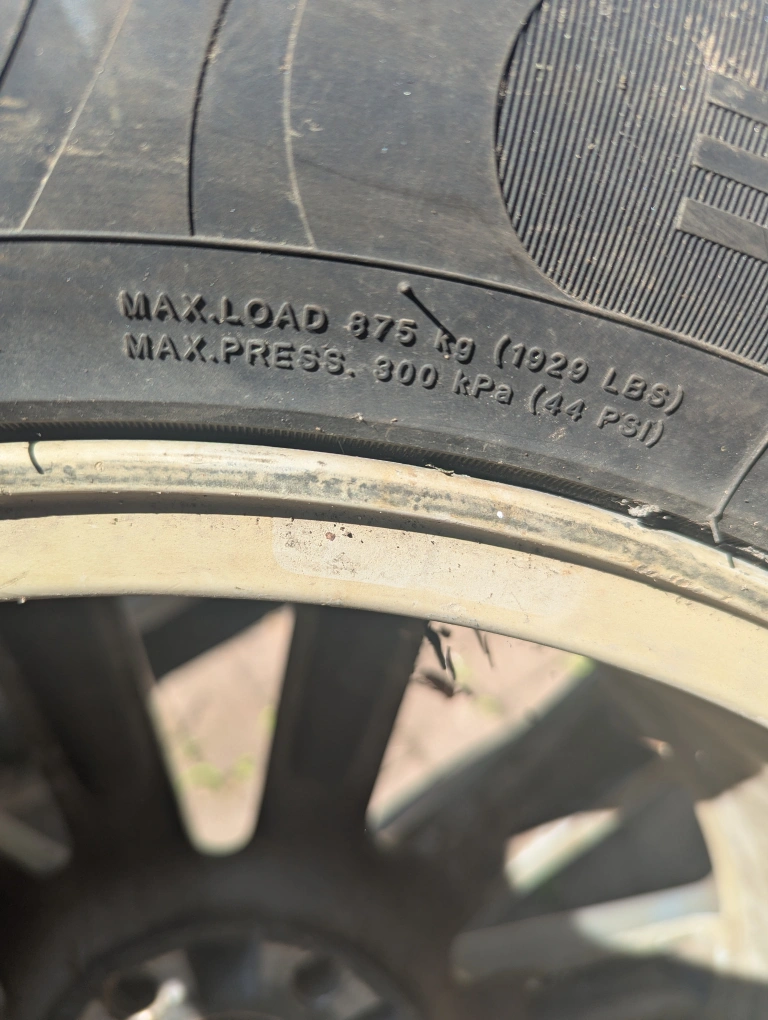 MAX.LOAD 875 kg (1929 LBS)
MAX.PRESS. 300 kPa (44 PSI)